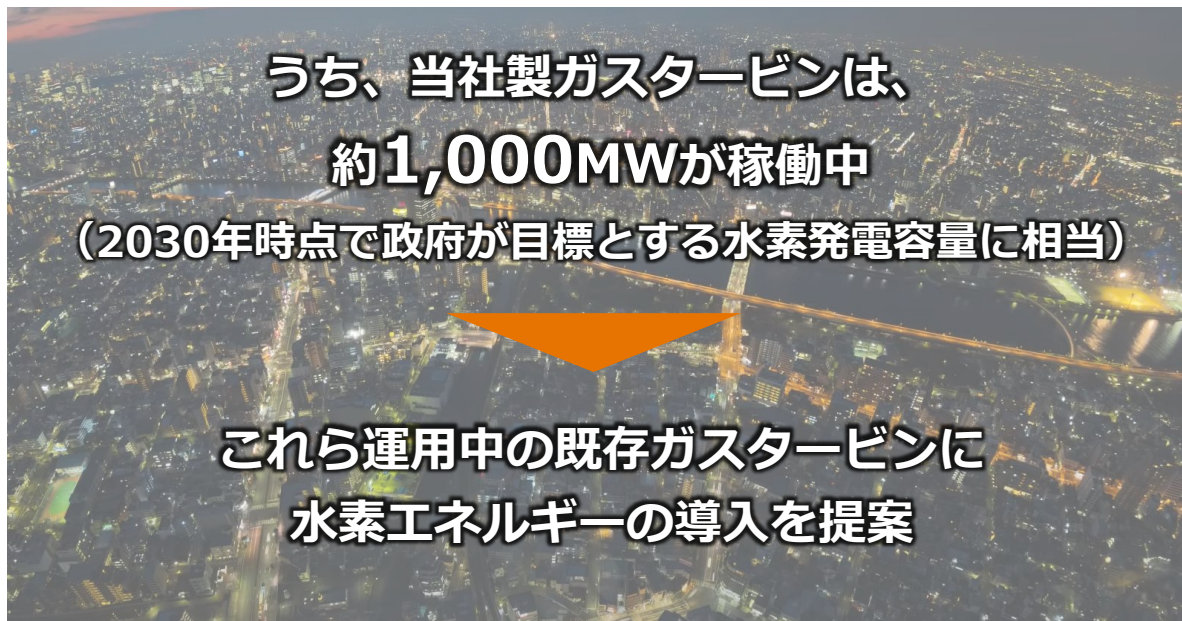 うち、当社製ガスタービンは、
約1,000MWが稼働中
（2030年時点で政府が目標とする水素発電容量に相当）
これら運用中の既存ガスタービンに
水素エネルギーの導入を提案